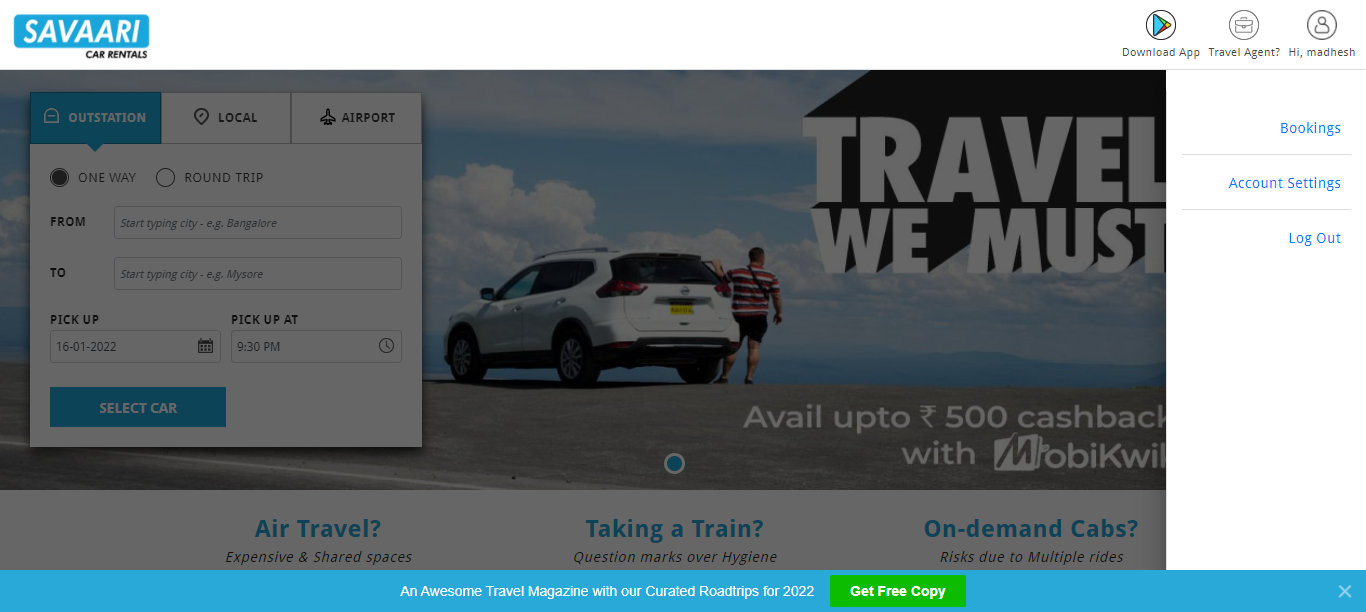 SAVAARI
CAR RENTALS
Download App
Travel Agent?
Hi, madhesh
OUTSTATION
LOCAL
AIRPORT
ONE WAY
ROUND TRIP
FROM
Start typing city - e.g. Bangalore
TO
Start typing city - e.g. Mysore
PICK UP
PICK UP AT
16-01-2022
9:30 PM
SELECT CAR
TRAVEL
WE MUST
Avail upto ₹ 500 cashback
with MobiKwik
Bookings
Account Settings
Log Out
Air Travel?
Expensive & Shared spaces
Taking a Train?
Question marks over Hygiene
On-demand Cabs?
Risks due to Multiple rides
An Awesome Travel Magazine with our Curated Roadtrips for 2022
Get Free Copy